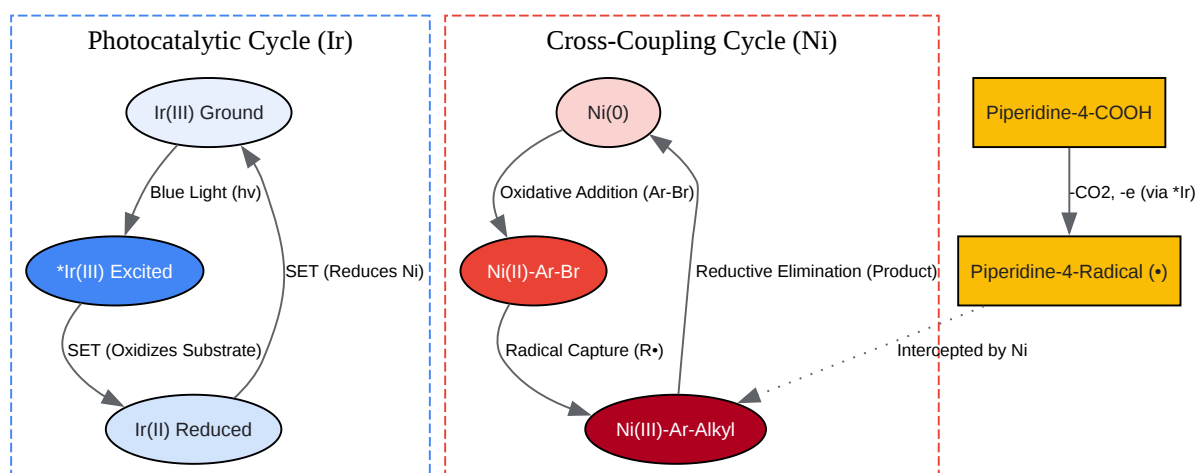 Photocatalytic Cycle (Ir)
Cross-Coupling Cycle (Ni)
Ir(III) Ground
Ni(0)
Piperidine-4-COOH
Blue Light (hv)
Oxidative Addition (Ar-Br)
-CO2, -e (via *Ir)
*Ir(III) Excited
SET (Reduces Ni)
Ni(II)-Ar-Br
Reductive Elimination (Product)
Piperidine-4-Radical (•)
SET (Oxidizes Substrate)
Radical Capture (R•)
Intercepted by Ni
Ir(II) Reduced
Ni(III)-Ar-Alkyl